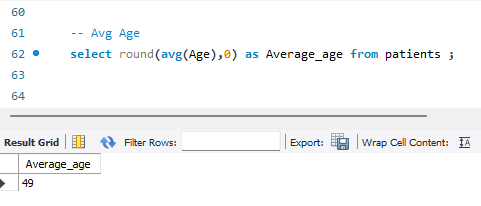 60
61 -- Avg Age
62 select round(avg(Age),0) as Average_age from patients ;
63
64
Result Grid Filter Rows: Export: Wrap Cell Content: IA
Average_age
49